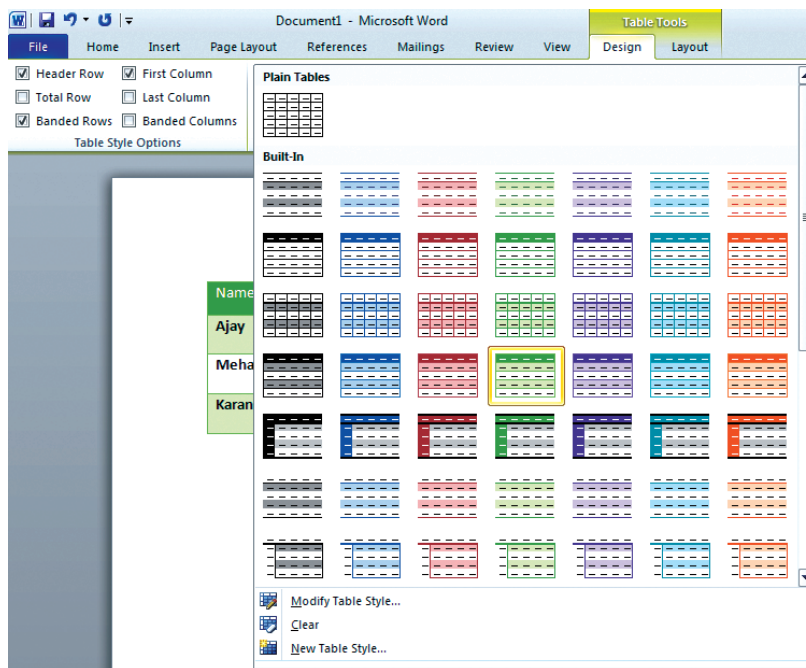 Document1 - Microsoft Word
Table Tools
File Home Insert Page Layout References Mailings Review View Design Layout
Header Row First Column
Total Row Last Column
Banded Rows Banded Columns
Table Style Options
Plain Tables
Built-In
Name
Ajay
Meha
Karan
Modify Table Style...
Clear
New Table Style...